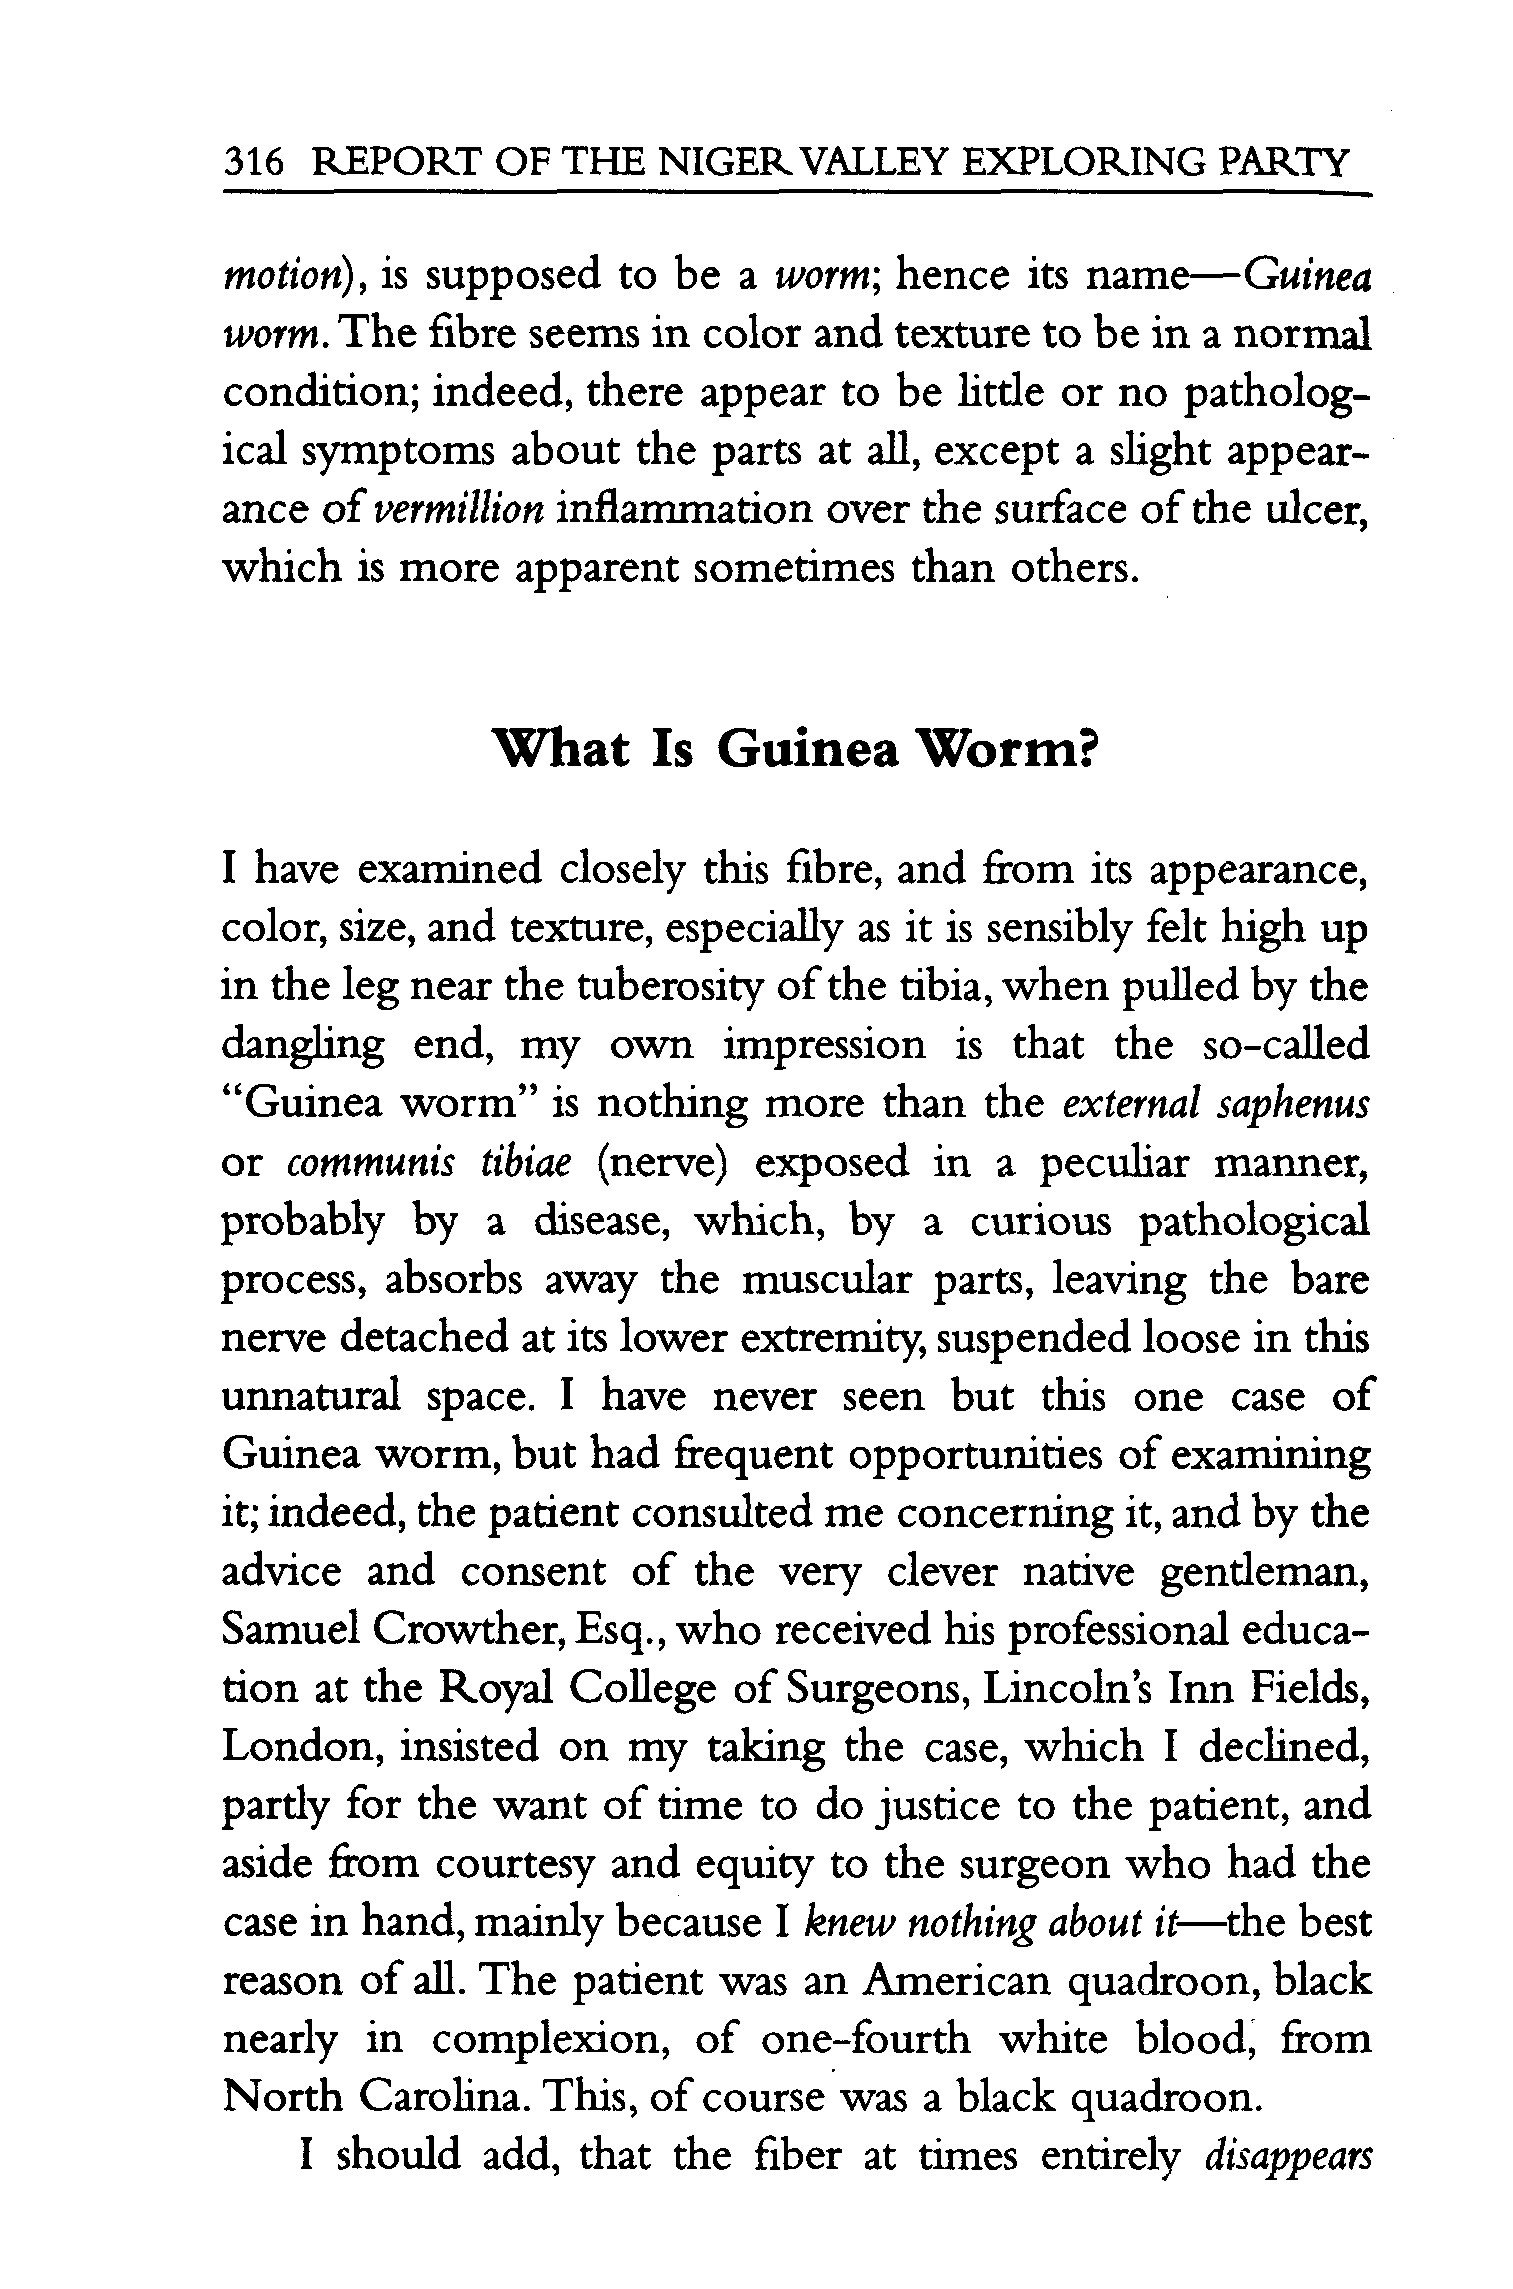 316 REPORT OF THE NIGER VALLEY EXPLORING PARTY
motion), is supposed to be a worm; hence its name—Guinea
worm. The fibre seems in color and texture to be in a normal
condition; indeed, there appear to be little or no patholog-
ical symptoms about the parts at all, except a slight appear-
ance of vermillion inflammation over the surface of the ulcer,
which is more apparent sometimes than others.
What Is Guinea Worm?
I have examined closely this fibre, and from its appearance,
color, size, and texture, especially as it is sensibly felt high up
in the leg near the tuberosity of the tibia, when pulled by the
dangling end, my own impression is that the so-called
“Guinea worm” is nothing more than the external saphenus
or communis tibiae (nerve) exposed in a peculiar manner,
probably by a disease, which, by a curious pathological
process, absorbs away the muscular parts, leaving the bare
nerve detached at its lower extremity, suspended loose in this
unnatural space. I have never seen but this one case of
Guinea worm, but had frequent opportunities of examining
it; indeed, the patient consulted me concerning it, and by the
advice and consent of the very clever native gentleman,
Samuel Crowther, Esq., who received his professional educa-
tion at the Royal College of Surgeons, Lincoln's Inn Fields,
London, insisted on my taking the case, which I declined,
partly for the want of time to do justice to the patient, and
aside from courtesy and equity to the surgeon who had the
case in hand, mainly because I knew nothing about it—the best
reason of all. The patient was an American quadroon, black
nearly in complexion, of one-fourth white blood, from
North Carolina. This, of course was a black quadroon.
I should add, that the fiber at times entirely disappears